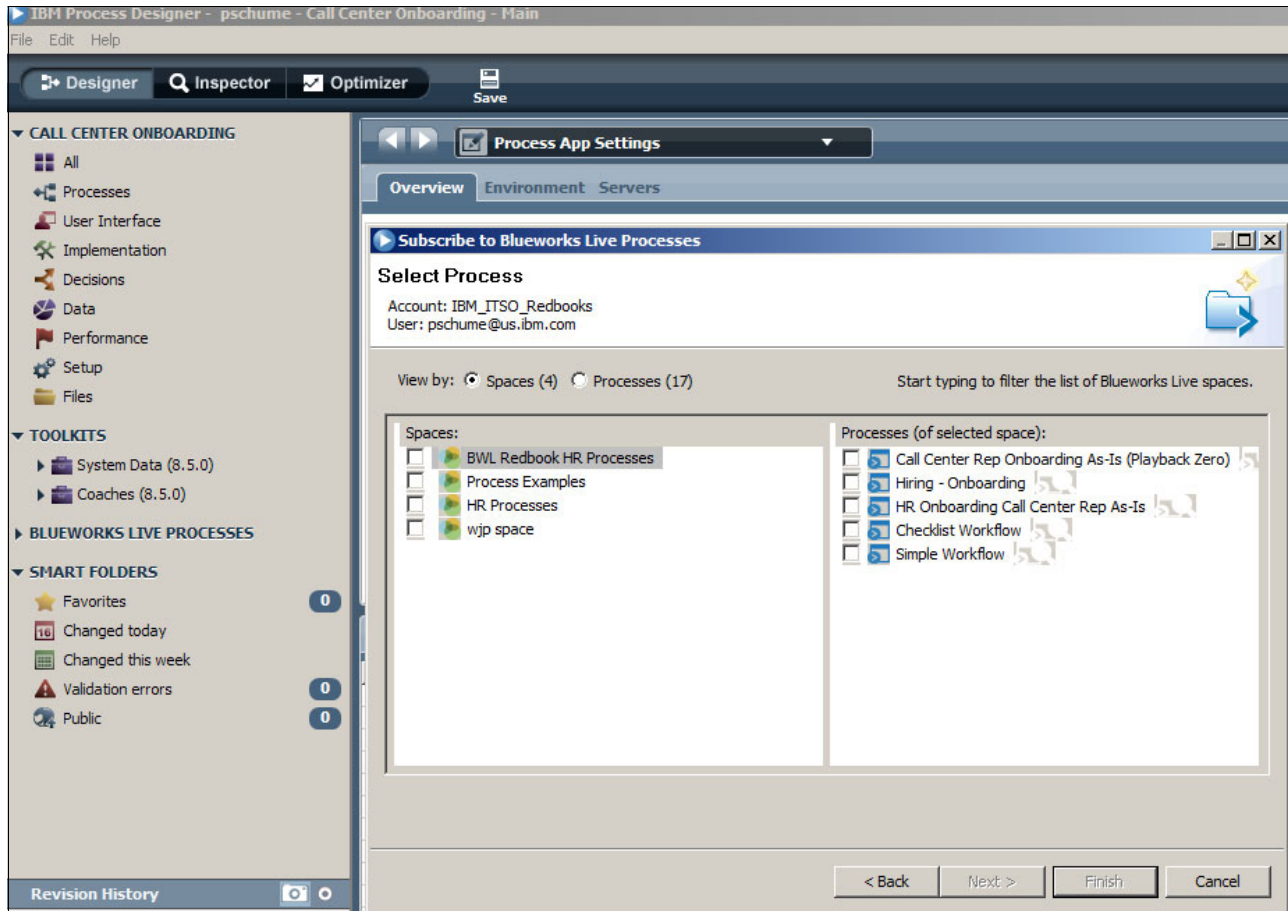 IBM Process Designer - pschume - Call Center Onboarding - Main
File Edit Help
Designer Inspector Optimizer Save
CALL CENTER ONBOARDING
All
Processes
User Interface
Implementation
Decisions
Data
Performance
Setup
Files
TOOLKITS
System Data (8.5.0)
Coaches (8.5.0)
BLUEWORKS LIVE PROCESSES
SMART FOLDERS
Favorites 0
16 Changed today
Changed this week
Validation errors 0
Public 0
Revision History
Process App Settings
Overview Environment Servers
Subscribe to Blueworks Live Processes
Select Process
Account: IBM_ITSO_Redbooks
User: pschume@us.ibm.com
View by: Spaces (4) Processes (17) Start typing to filter the list of Blueworks Live spaces.
Spaces:
BWL Redbook HR Processes
Process Examples
HR Processes
wjp space
Processes (of selected space):
Call Center Rep Onboarding As-Is (Playback Zero)
Hiring - Onboarding
HR Onboarding Call Center Rep As-Is
Checklist Workflow
Simple Workflow
< Back Next > Finish Cancel